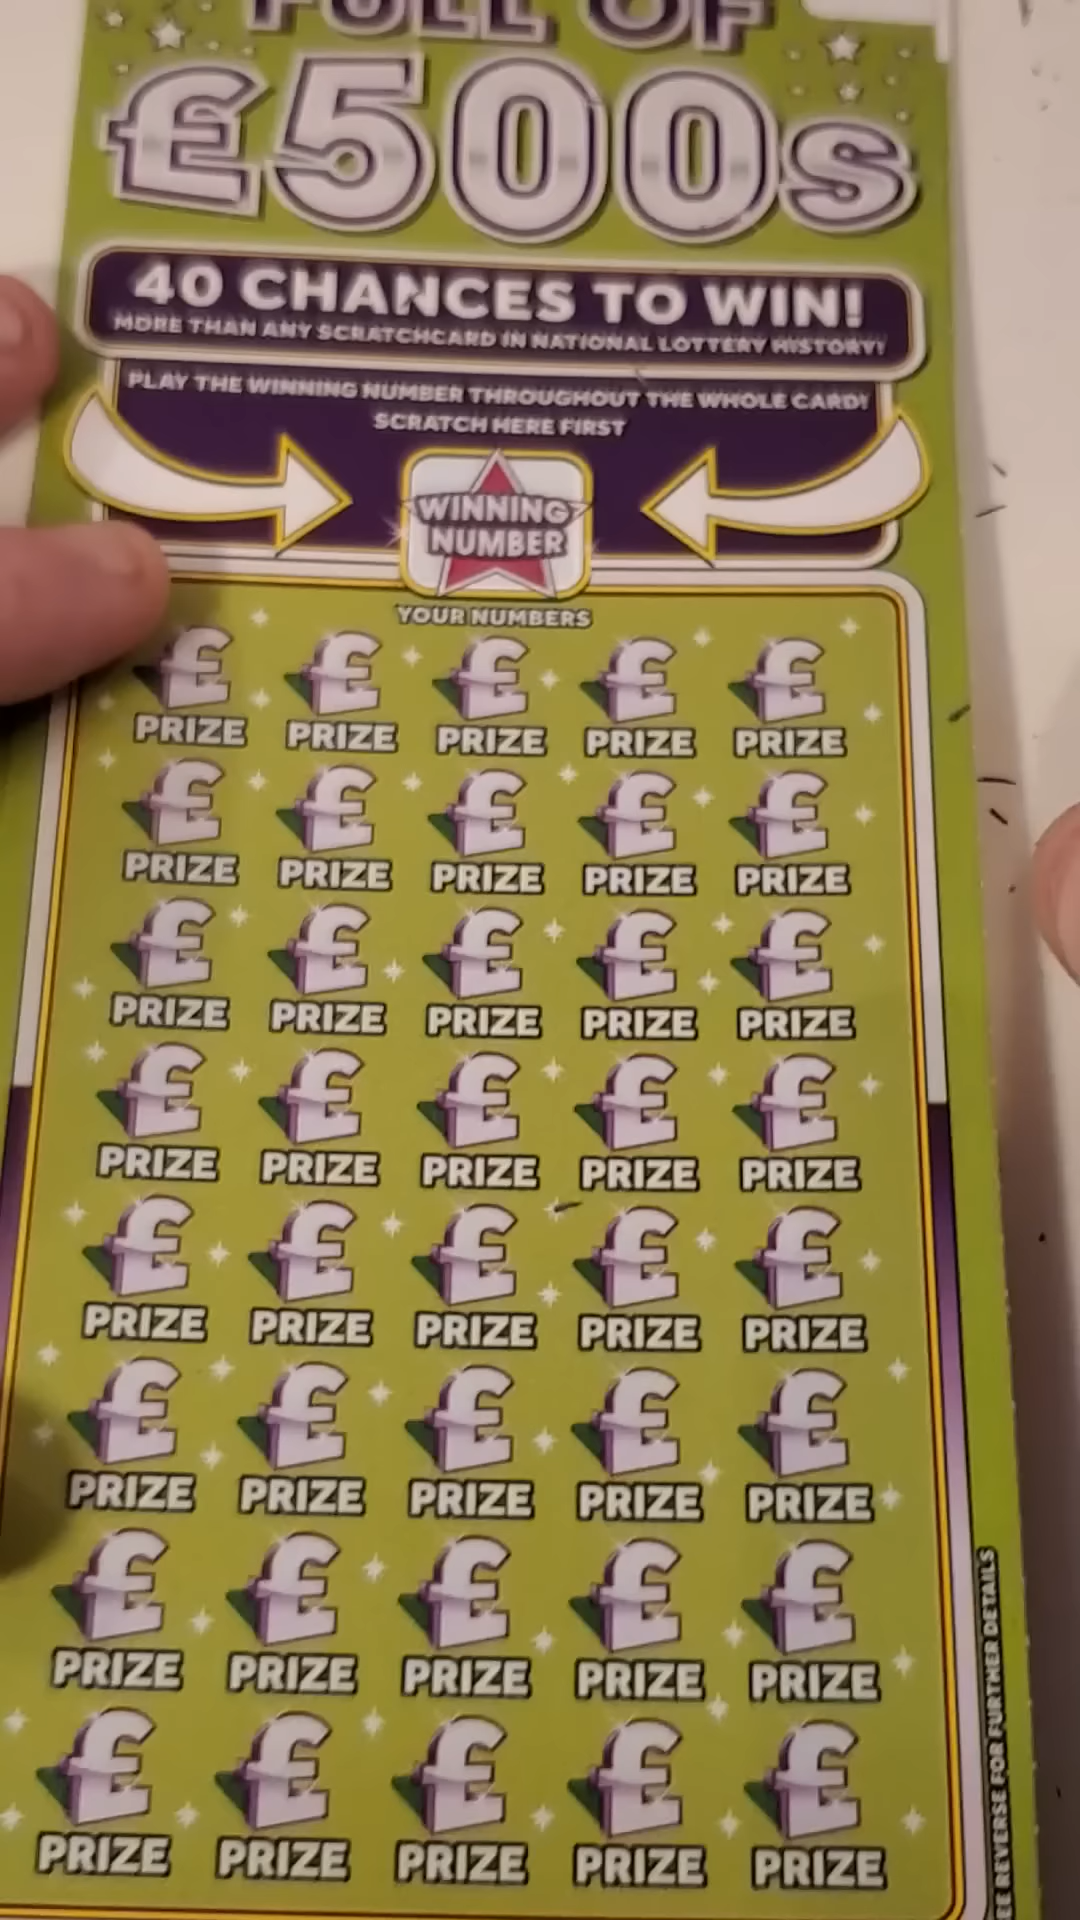 FULL OF
£500s
40 CHANCES TO WIN!
MORE THAN ANY SCRATCHCARD IN NATIONAL LOTTERY HISTORY!
PLAY THE WINNING NUMBER THROUGHOUT THE WHOLE CARD!
SCRATCH HERE FIRST
WINNING
NUMBER
YOUR NUMBERS
£ £ £ £ £
PRIZE PRIZE PRIZE PRIZE PRIZE
£ £ £ £ £
PRIZE PRIZE PRIZE PRIZE PRIZE
£ £ £ £ £
PRIZE PRIZE PRIZE PRIZE PRIZE
£ £ £ £ £
PRIZE PRIZE PRIZE PRIZE PRIZE
£ £ £ £ £
PRIZE PRIZE PRIZE PRIZE PRIZE
£ £ £ £ £
PRIZE PRIZE PRIZE PRIZE PRIZE
£ £ £ £ £
PRIZE PRIZE PRIZE PRIZE PRIZE
£ £ £ £ £
PRIZE PRIZE PRIZE PRIZE PRIZE
EE REVERSE FOR FURTHER DETAILS